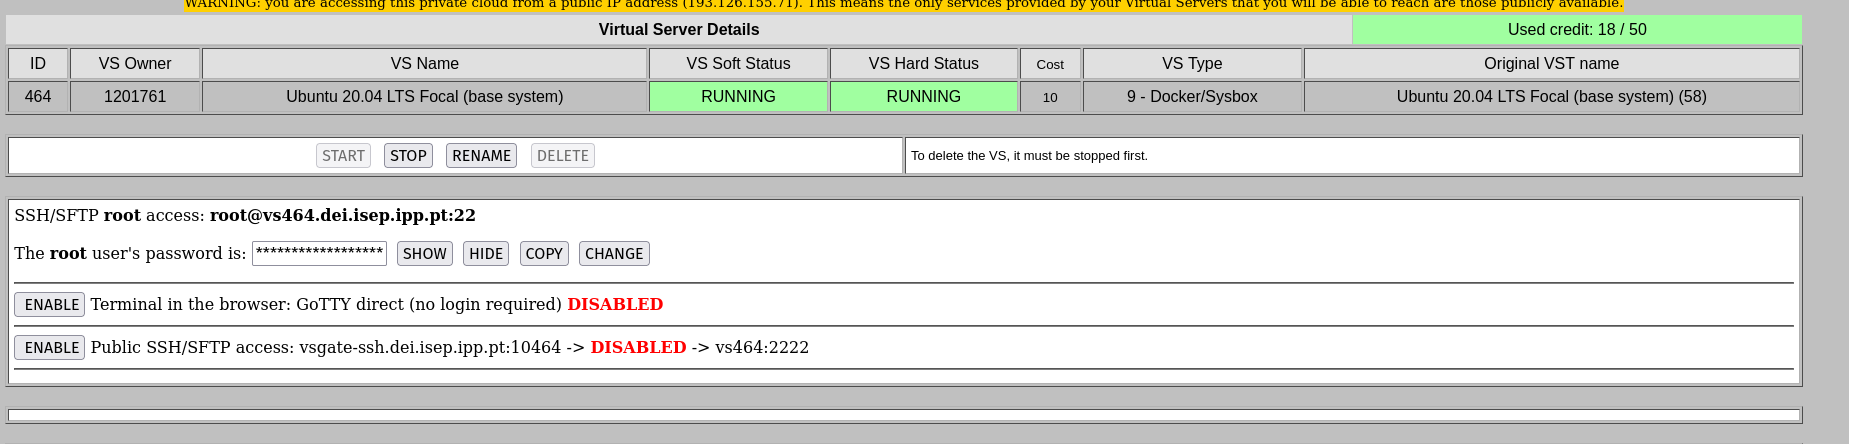 WARNING: you are accessing this private cloud from a public IP address (193.126.155.71). This means the only services provided by your Virtual Servers that you will be able to reach are those publicly available.
Virtual Server Details Used credit: 18 / 50
ID VS Owner VS Name VS Soft Status VS Hard Status Cost VS Type Original VST name
464 1201761 Ubuntu 20.04 LTS Focal (base system) RUNNING RUNNING 10 9 - Docker/Sysbox Ubuntu 20.04 LTS Focal (base system) (58)
START STOP RENAME DELETE To delete the VS, it must be stopped first.
SSH/SFTP root access: root@vs464.dei.isep.ipp.pt:22
The root user's password is: ****************** SHOW HIDE COPY CHANGE
ENABLE Terminal in the browser: GoTTY direct (no login required) DISABLED
ENABLE Public SSH/SFTP access: vsgate-ssh.dei.isep.ipp.pt:10464 -> DISABLED -> vs464:2222